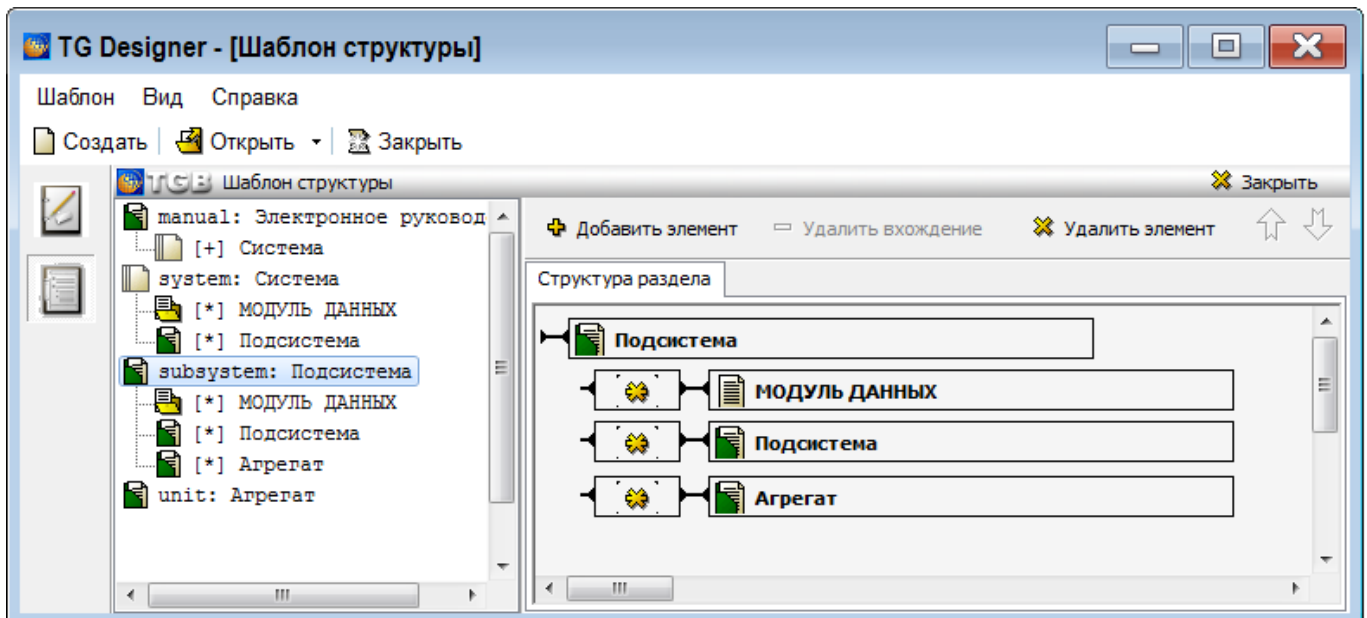 TG Designer - [Шаблон структуры]
Шаблон Вид Справка
Создать Открыть Закрыть
TGB Шаблон структуры Закрыть
manual: Электронное руковод
[+] Система
system: Система
[*] МОДУЛЬ ДАННЫХ
[*] Подсистема
subsystem: Подсистема
[*] МОДУЛЬ ДАННЫХ
[*] Подсистема
[*] Агрегат
unit: Агрегат
Добавить элемент Удалить вхождение Удалить элемент
Структура раздела
Подсистема
МОДУЛЬ ДАННЫХ
Подсистема
Агрегат